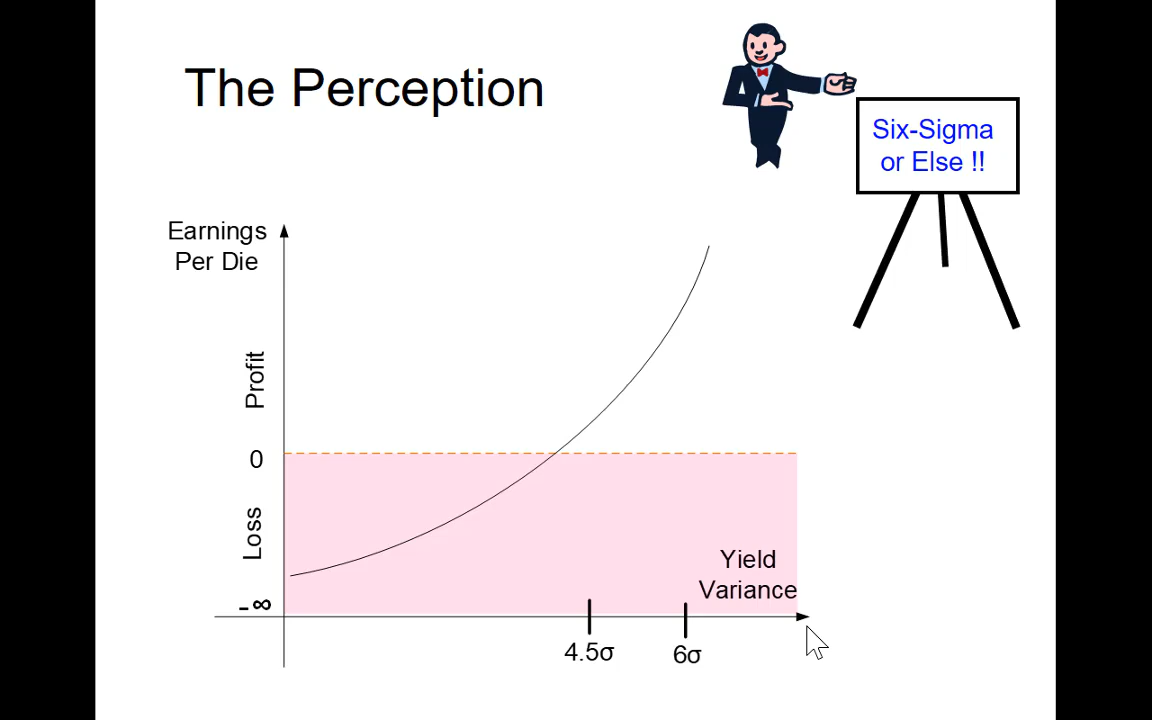 The Perception
Six-Sigma
or Else !!
Earnings
Per Die
Profit
0
Loss
- ∞
Yield
Variance
4.5σ
6σ